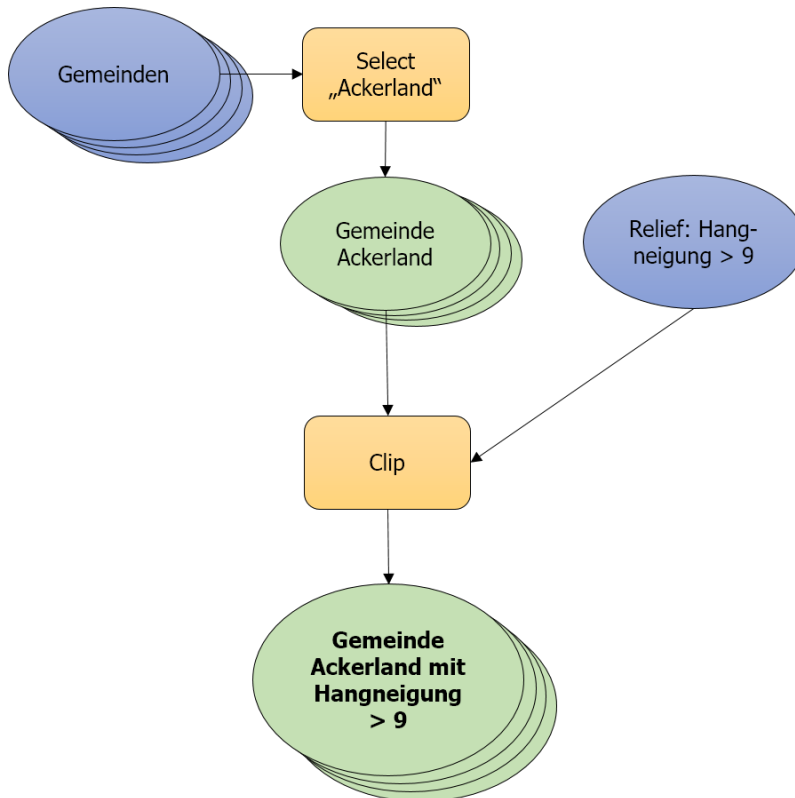 Gemeinden
Select
„Ackerland“
Gemeinde
Ackerland
Relief: Hang-
neigung > 9
Clip
Gemeinde
Ackerland mit
Hangneigung
> 9